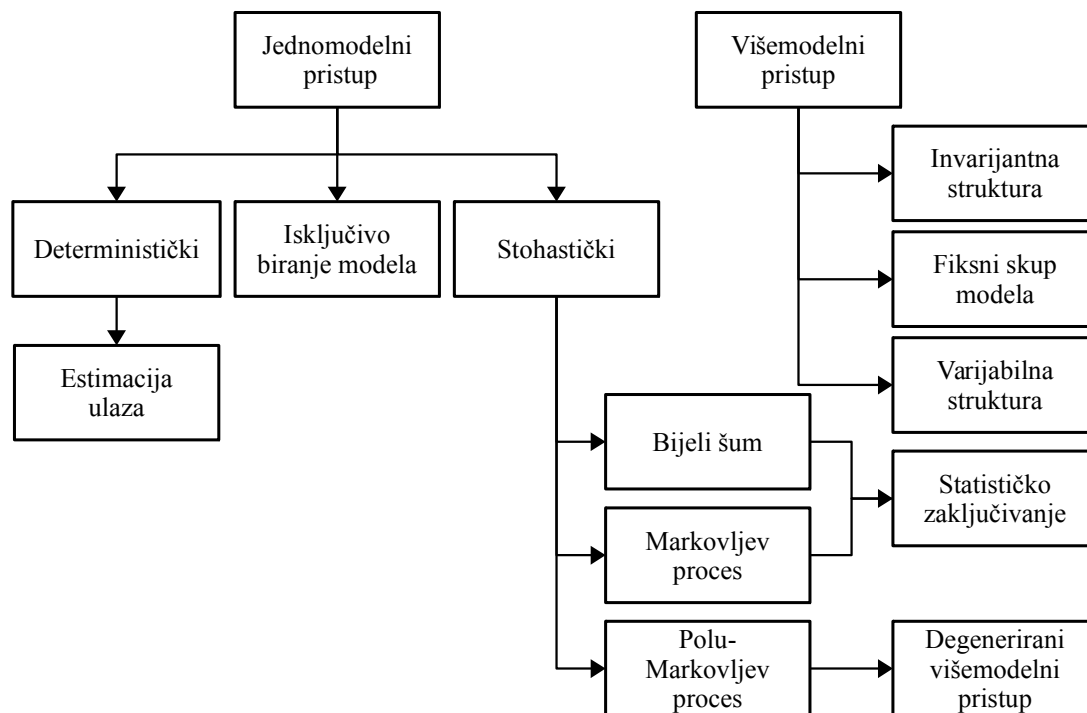 Jednomodelni
pristup
Višemodelni
pristup
Invarijantna
struktura
Deterministički
Isključivo
biranje modela
Stohastički
Fiksni skup
modela
Estimacija
ulaza
Varijabilna
struktura
Bijeli šum
Statističko
zaključivanje
Markovljev
proces
Polu-
Markovljev
proces
Degenerirani
višemodelni
pristup